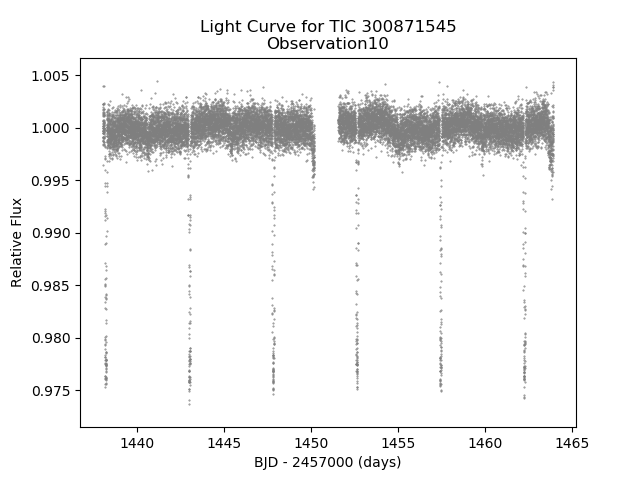 Light Curve for TIC 300871545
Observation10
1.005
1.000
0.995
0.990
0.985
0.980
0.975
Relative Flux
1440 1445 1450 1455 1460 1465
BJD - 2457000 (days)